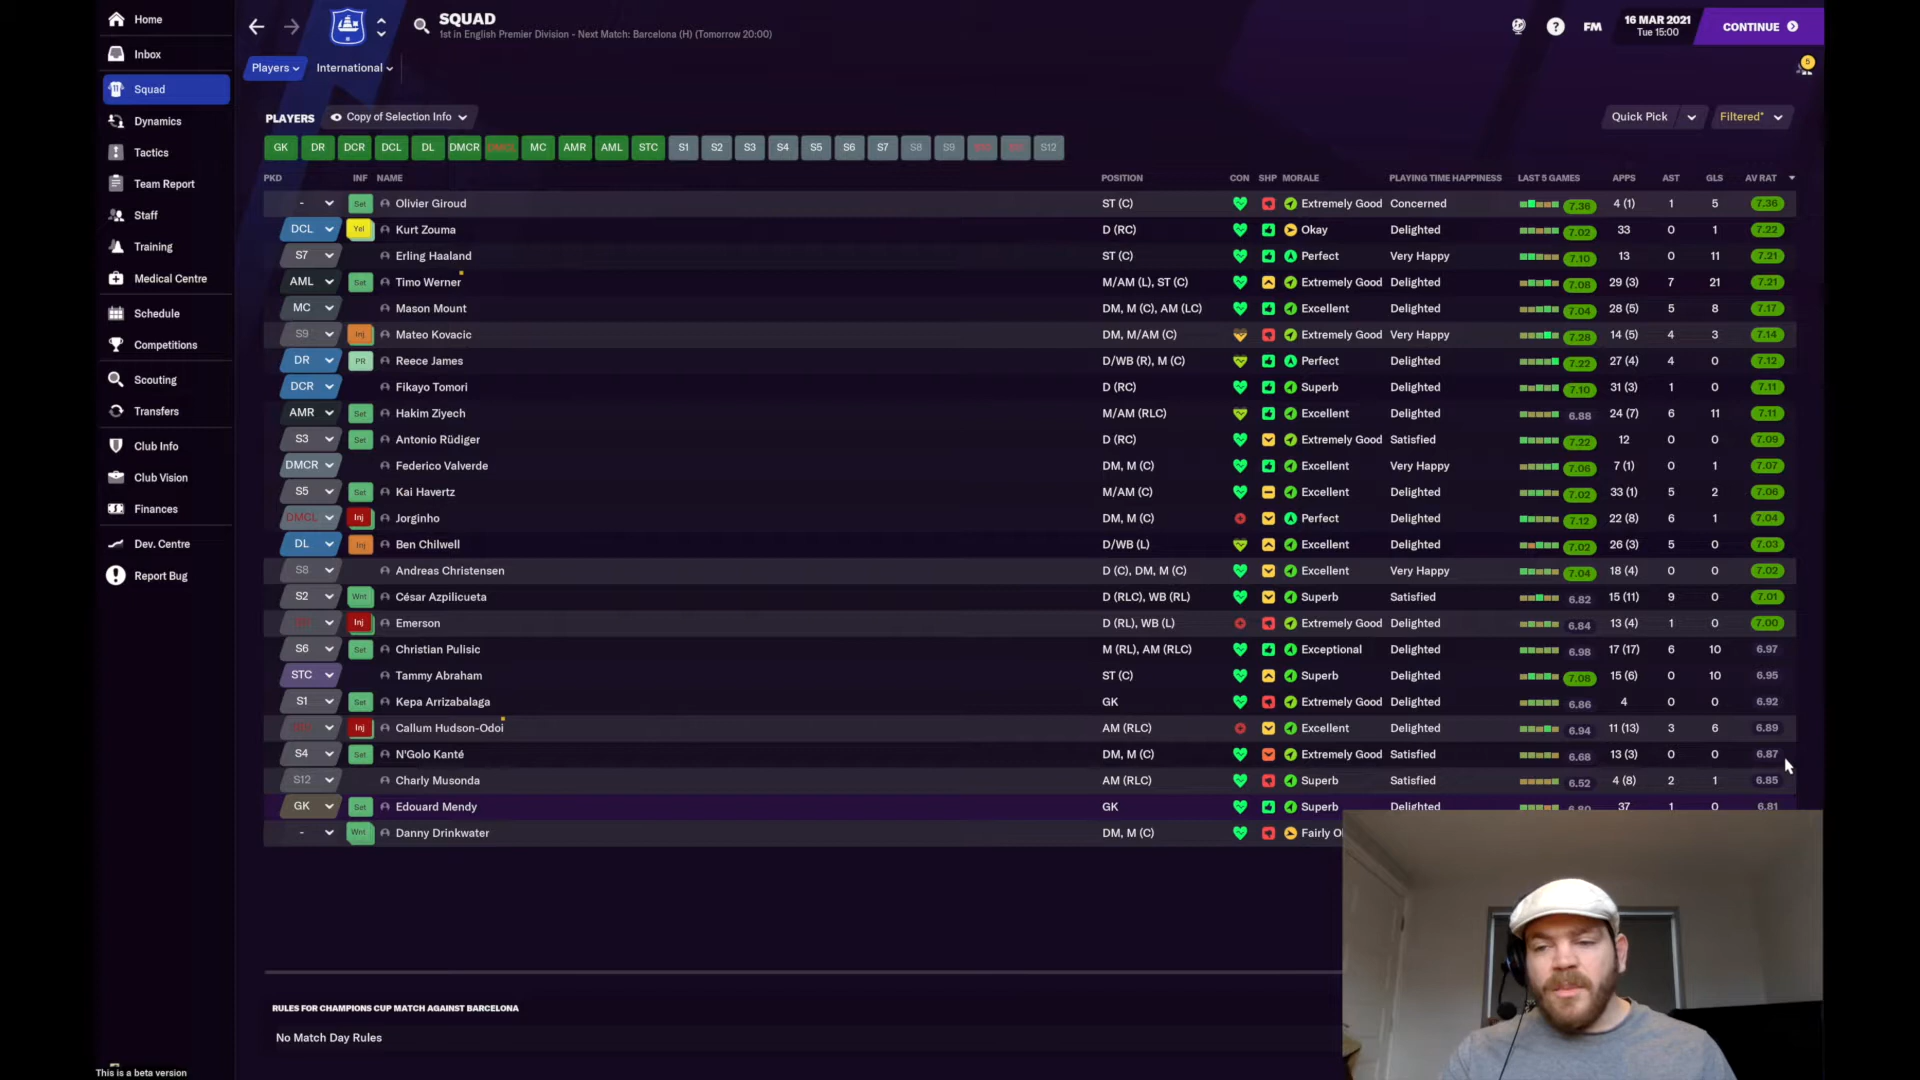 Home
Inbox
Squad
Dynamics
Tactics
Team Report
Staff
Training
Medical Centre
Schedule
Competitions
Scouting
Transfers
Club Info
Club Vision
Finances
Dev. Centre
Report Bug
This is a beta version
SQUAD
1st in English Premier Division - Next Match: Barcelona (H) (Tomorrow 20:00)
? FM 16 MAR 2021 Tue 15:00 CONTINUE
Players International 5
PLAYERS Copy of Selection Info Quick Pick Filtered*
GK DR DCR DCL DL DMCR DMCL MC AMR AML STC S1 S2 S3 S4 S5 S6 S7 S8 S9 S12
PKD INF NAME POSITION CON SHP MORALE PLAYING TIME HAPPINESS LAST 5 GAMES APPS AST GLS AV RAT
- Set Olivier Giroud ST (C) Extremely Good Concerned 7.36 4 (1) 1 5 7.36
DCL Yel Kurt Zouma D (RC) Okay Delighted 7.02 33 0 1 7.22
S7 Erling Haaland ST (C) Perfect Very Happy 7.10 13 0 11 7.21
AML Set Timo Werner M/AM (L), ST (C) Extremely Good Delighted 7.08 29 (3) 7 21 7.21
MC Mason Mount DM, M (C), AM (LC) Excellent Delighted 7.04 28 (5) 5 8 7.17
S9 Inj Mateo Kovacic DM, M/AM (C) Extremely Good Very Happy 7.28 14 (5) 4 3 7.14
DR PR Reece James D/WB (R), M (C) Perfect Delighted 7.22 27 (4) 4 0 7.12
DCR Fikayo Tomori D (RC) Superb Delighted 7.10 31 (3) 1 0 7.11
AMR Set Hakim Ziyech M/AM (RLC) Excellent Delighted 6.88 24 (7) 6 11 7.11
S3 Set Antonio Rüdiger D (RC) Extremely Good Satisfied 7.22 12 0 0 7.09
DMCR Federico Valverde DM, M (C) Excellent Very Happy 7.06 7 (1) 0 1 7.07
S5 Set Kai Havertz M/AM (C) Excellent Delighted 7.02 33 (1) 5 2 7.06
DMCL Inj Jorginho DM, M (C) Perfect Delighted 7.12 22 (8) 6 1 7.04
DL Inj Ben Chilwell D/WB (L) Excellent Delighted 7.02 26 (3) 5 0 7.03
S8 Andreas Christensen D (C), DM, M (C) Excellent Very Happy 7.04 18 (4) 0 0 7.02
S2 Wnt César Azpilicueta D (RLC), WB (RL) Superb Satisfied 6.82 15 (11) 9 0 7.01
Inj Emerson D (RL), WB (L) Extremely Good Delighted 6.84 13 (4) 1 0 7.00
S6 Set Christian Pulisic M (RL), AM (RLC) Exceptional Delighted 6.98 17 (17) 6 10 6.97
STC Tammy Abraham ST (C) Superb Delighted 7.08 15 (6) 0 10 6.95
S1 Set Kepa Arrizabalaga GK Extremely Good Delighted 6.86 4 0 0 6.92
Inj Callum Hudson-Odoi AM (RLC) Excellent Delighted 6.94 11 (13) 3 6 6.89
S4 Set N'Golo Kanté DM, M (C) Extremely Good Satisfied 6.68 13 (3) 0 0 6.87
S12 Charly Musonda AM (RLC) Superb Satisfied 6.52 4 (8) 2 1 6.85
GK Set Edouard Mendy GK Superb Delighted 37 1 0 6.81
- Wnt Danny Drinkwater DM, M (C) Fairly
RULES FOR CHAMPIONS CUP MATCH AGAINST BARCELONA
No Match Day Rules